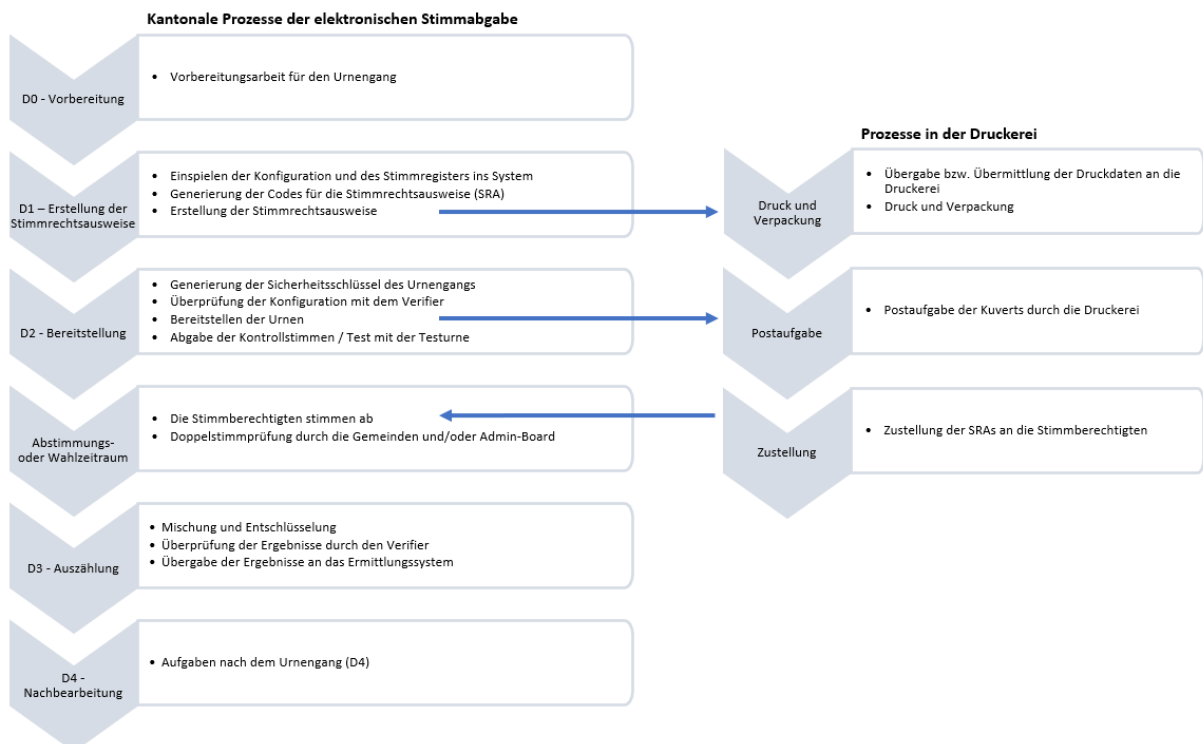 Kantonale Prozesse der elektronischen Stimmabgabe
D0 - Vorbereitung
• Vorbereitungsarbeit für den Urnengang
D1 – Erstellung der
Stimmrechtsausweise
• Einspielen der Konfiguration und des Stimmregisters ins System
• Generierung der Codes für die Stimmrechtsausweise (SRA)
• Erstellung der Stimmrechtsausweise
D2 - Bereitstellung
• Generierung der Sicherheitsschlüssel des Urnengangs
• Überprüfung der Konfiguration mit dem Verifier
• Bereitstellen der Urnen
• Abgabe der Kontrollstimmen / Test mit der Testurne
Abstimmungs-
oder Wahlzeitraum
• Die Stimmberechtigten stimmen ab
• Doppelstimmprüfung durch die Gemeinden und/oder Admin-Board
D3 - Auszählung
• Mischung und Entschlüsselung
• Überprüfung der Ergebnisse durch den Verifier
• Übergabe der Ergebnisse an das Ermittlungssystem
D4 -
Nachbearbeitung
• Aufgaben nach dem Urnengang (D4)
Prozesse in der Druckerei
Druck und
Verpackung
• Übergabe bzw. Übermittlung der Druckdaten an die
Druckerei
• Druck und Verpackung
Postaufgabe
• Postaufgabe der Kuverts durch die Druckerei
Zustellung
• Zustellung der SRAs an die Stimmberechtigten